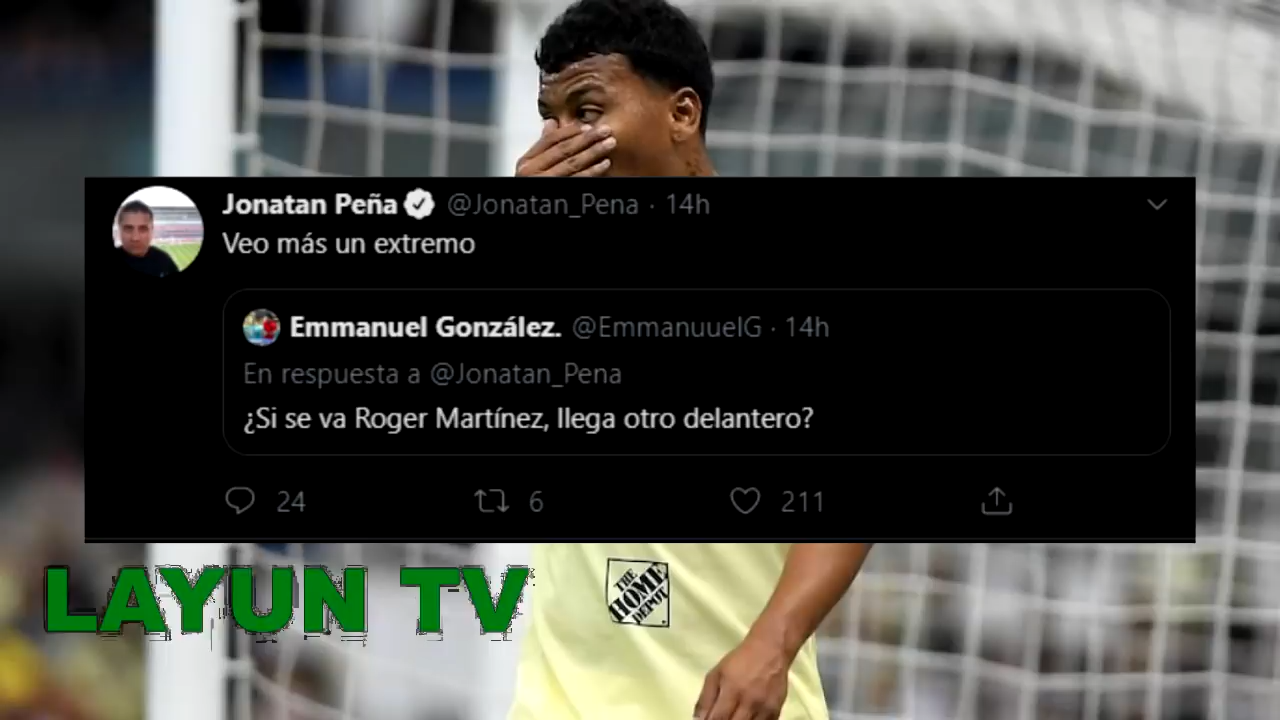 Jonatan Peña @Jonatan_Pena · 14h
Veo más un extremo
Emmanuel González. @EmmanuuelG · 14h
En respuesta a @Jonatan_Pena
¿Si se va Roger Martínez, llega otro delantero?
24 6 211
LAYUN TV
THE
HOME
DEPOT